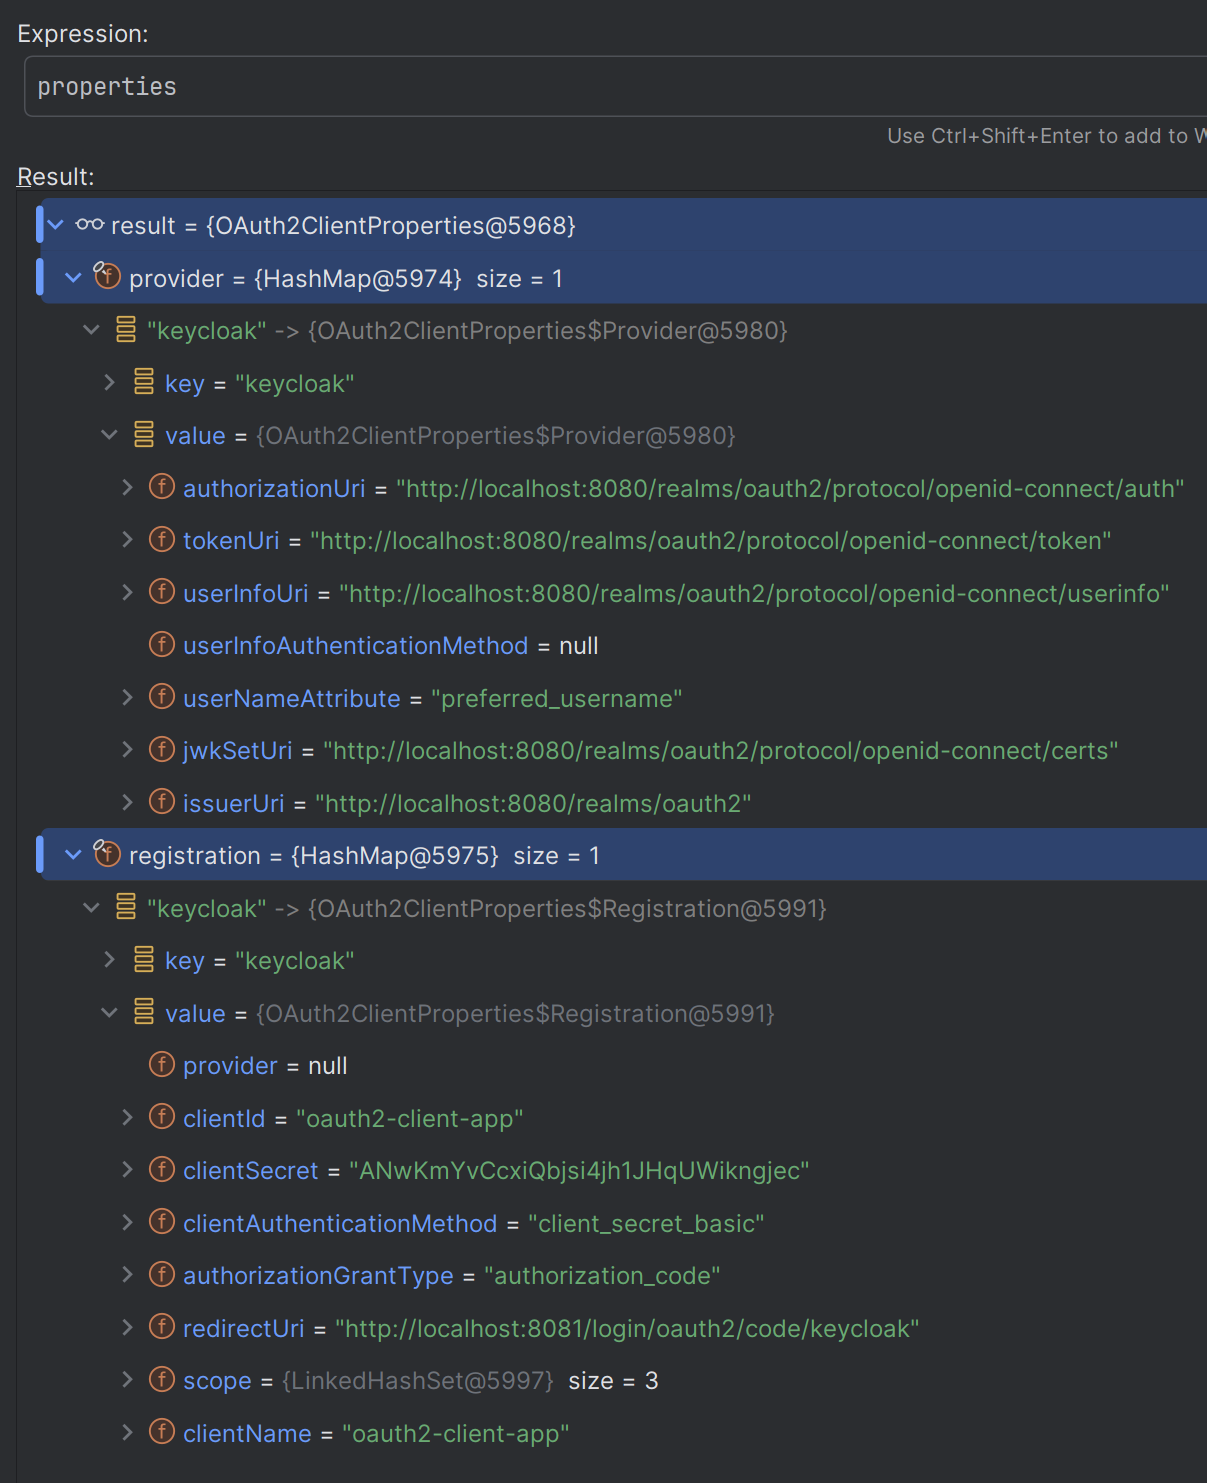 Expression:
properties
Use Ctrl+Shift+Enter to add to
Result:
result = {OAuth2ClientProperties@5968}
provider = {HashMap@5974} size = 1
"keycloak" -> {OAuth2ClientProperties$Provider@5980}
key = "keycloak"
value = {OAuth2ClientProperties$Provider@5980}
authorizationUri = "http://localhost:8080/realms/oauth2/protocol/openid-connect/auth"
tokenUri = "http://localhost:8080/realms/oauth2/protocol/openid-connect/token"
userInfoUri = "http://localhost:8080/realms/oauth2/protocol/openid-connect/userinfo"
userInfoAuthenticationMethod = null
userNameAttribute = "preferred_username"
jwkSetUri = "http://localhost:8080/realms/oauth2/protocol/openid-connect/certs"
issuerUri = "http://localhost:8080/realms/oauth2"
registration = {HashMap@5975} size = 1
"keycloak" -> {OAuth2ClientProperties$Registration@5991}
key = "keycloak"
value = {OAuth2ClientProperties$Registration@5991}
provider = null
clientId = "oauth2-client-app"
clientSecret = "ANwKmYvCcxiQbjsi4jh1JHqUWikngjec"
clientAuthenticationMethod = "client_secret_basic"
authorizationGrantType = "authorization_code"
redirectUri = "http://localhost:8081/login/oauth2/code/keycloak"
scope = {LinkedHashSet@5997} size = 3
clientName = "oauth2-client-app"